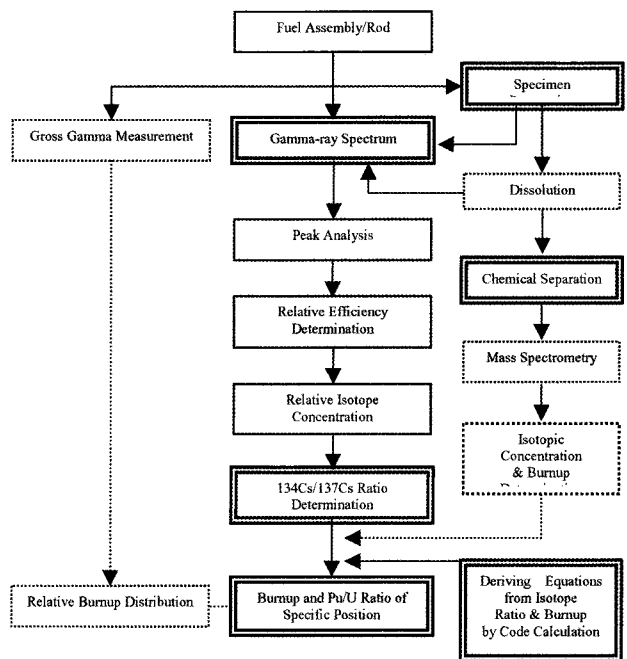 Fuel Assembly/Rod
Specimen
Gross Gamma Measurement
Gamma-ray Spectrum
Dissolution
Peak Analysis
Chemical Separation
Relative Efficiency
Determination
Mass Spectrometry
Relative Isotope
Concentration
Isotopic
Concentration
& Burnup
134Cs/137Cs Ratio
Determination
Relative Burnup Distribution
Burnup and Pu/U Ratio of
Specific Position
Deriving Equations
from Isotope
Ratio & Burnup
by Code Calculation